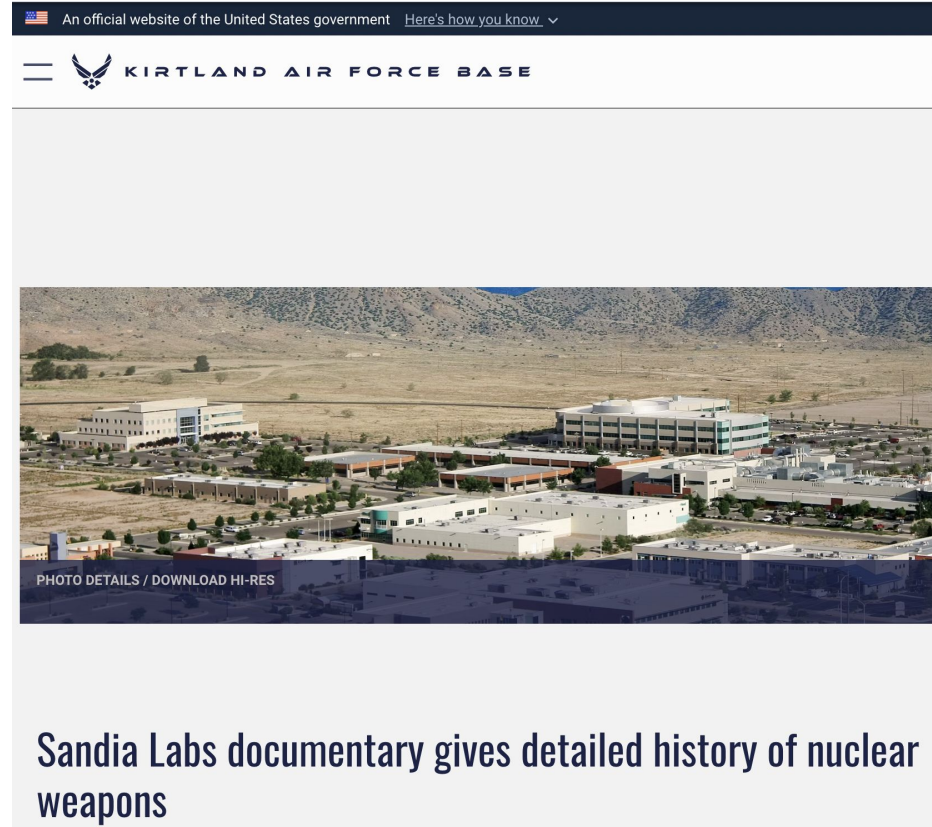 An official website of the United States government Here's how you know
KIRTLAND AIR FORCE BASE
PHOTO DETAILS / DOWNLOAD HI-RES
Sandia Labs documentary gives detailed history of nuclear
weapons